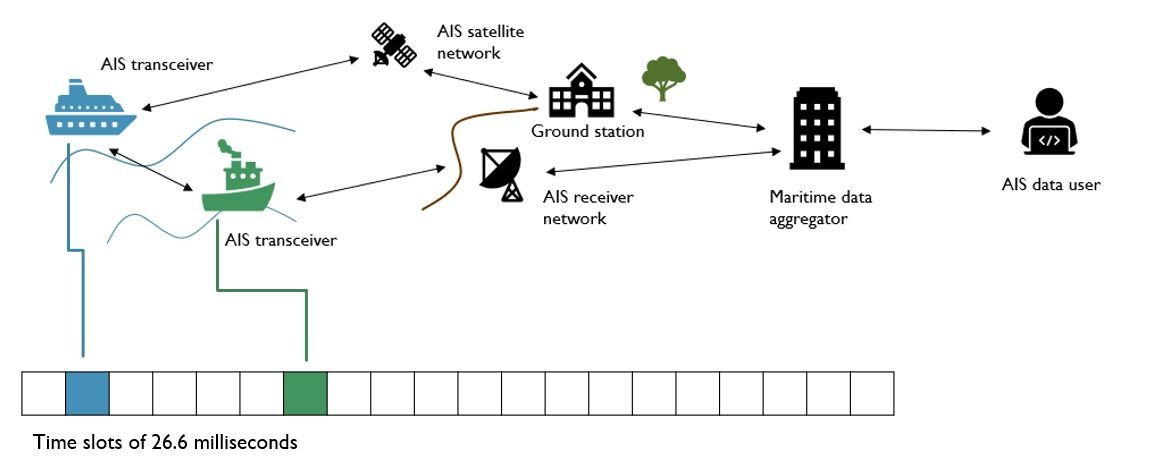 AIS satellite
network
AIS transceiver
Ground station
</>
AIS receiver
network
Maritime data
aggregator
AIS data user
AIS transceiver
Time slots of 26.6 milliseconds